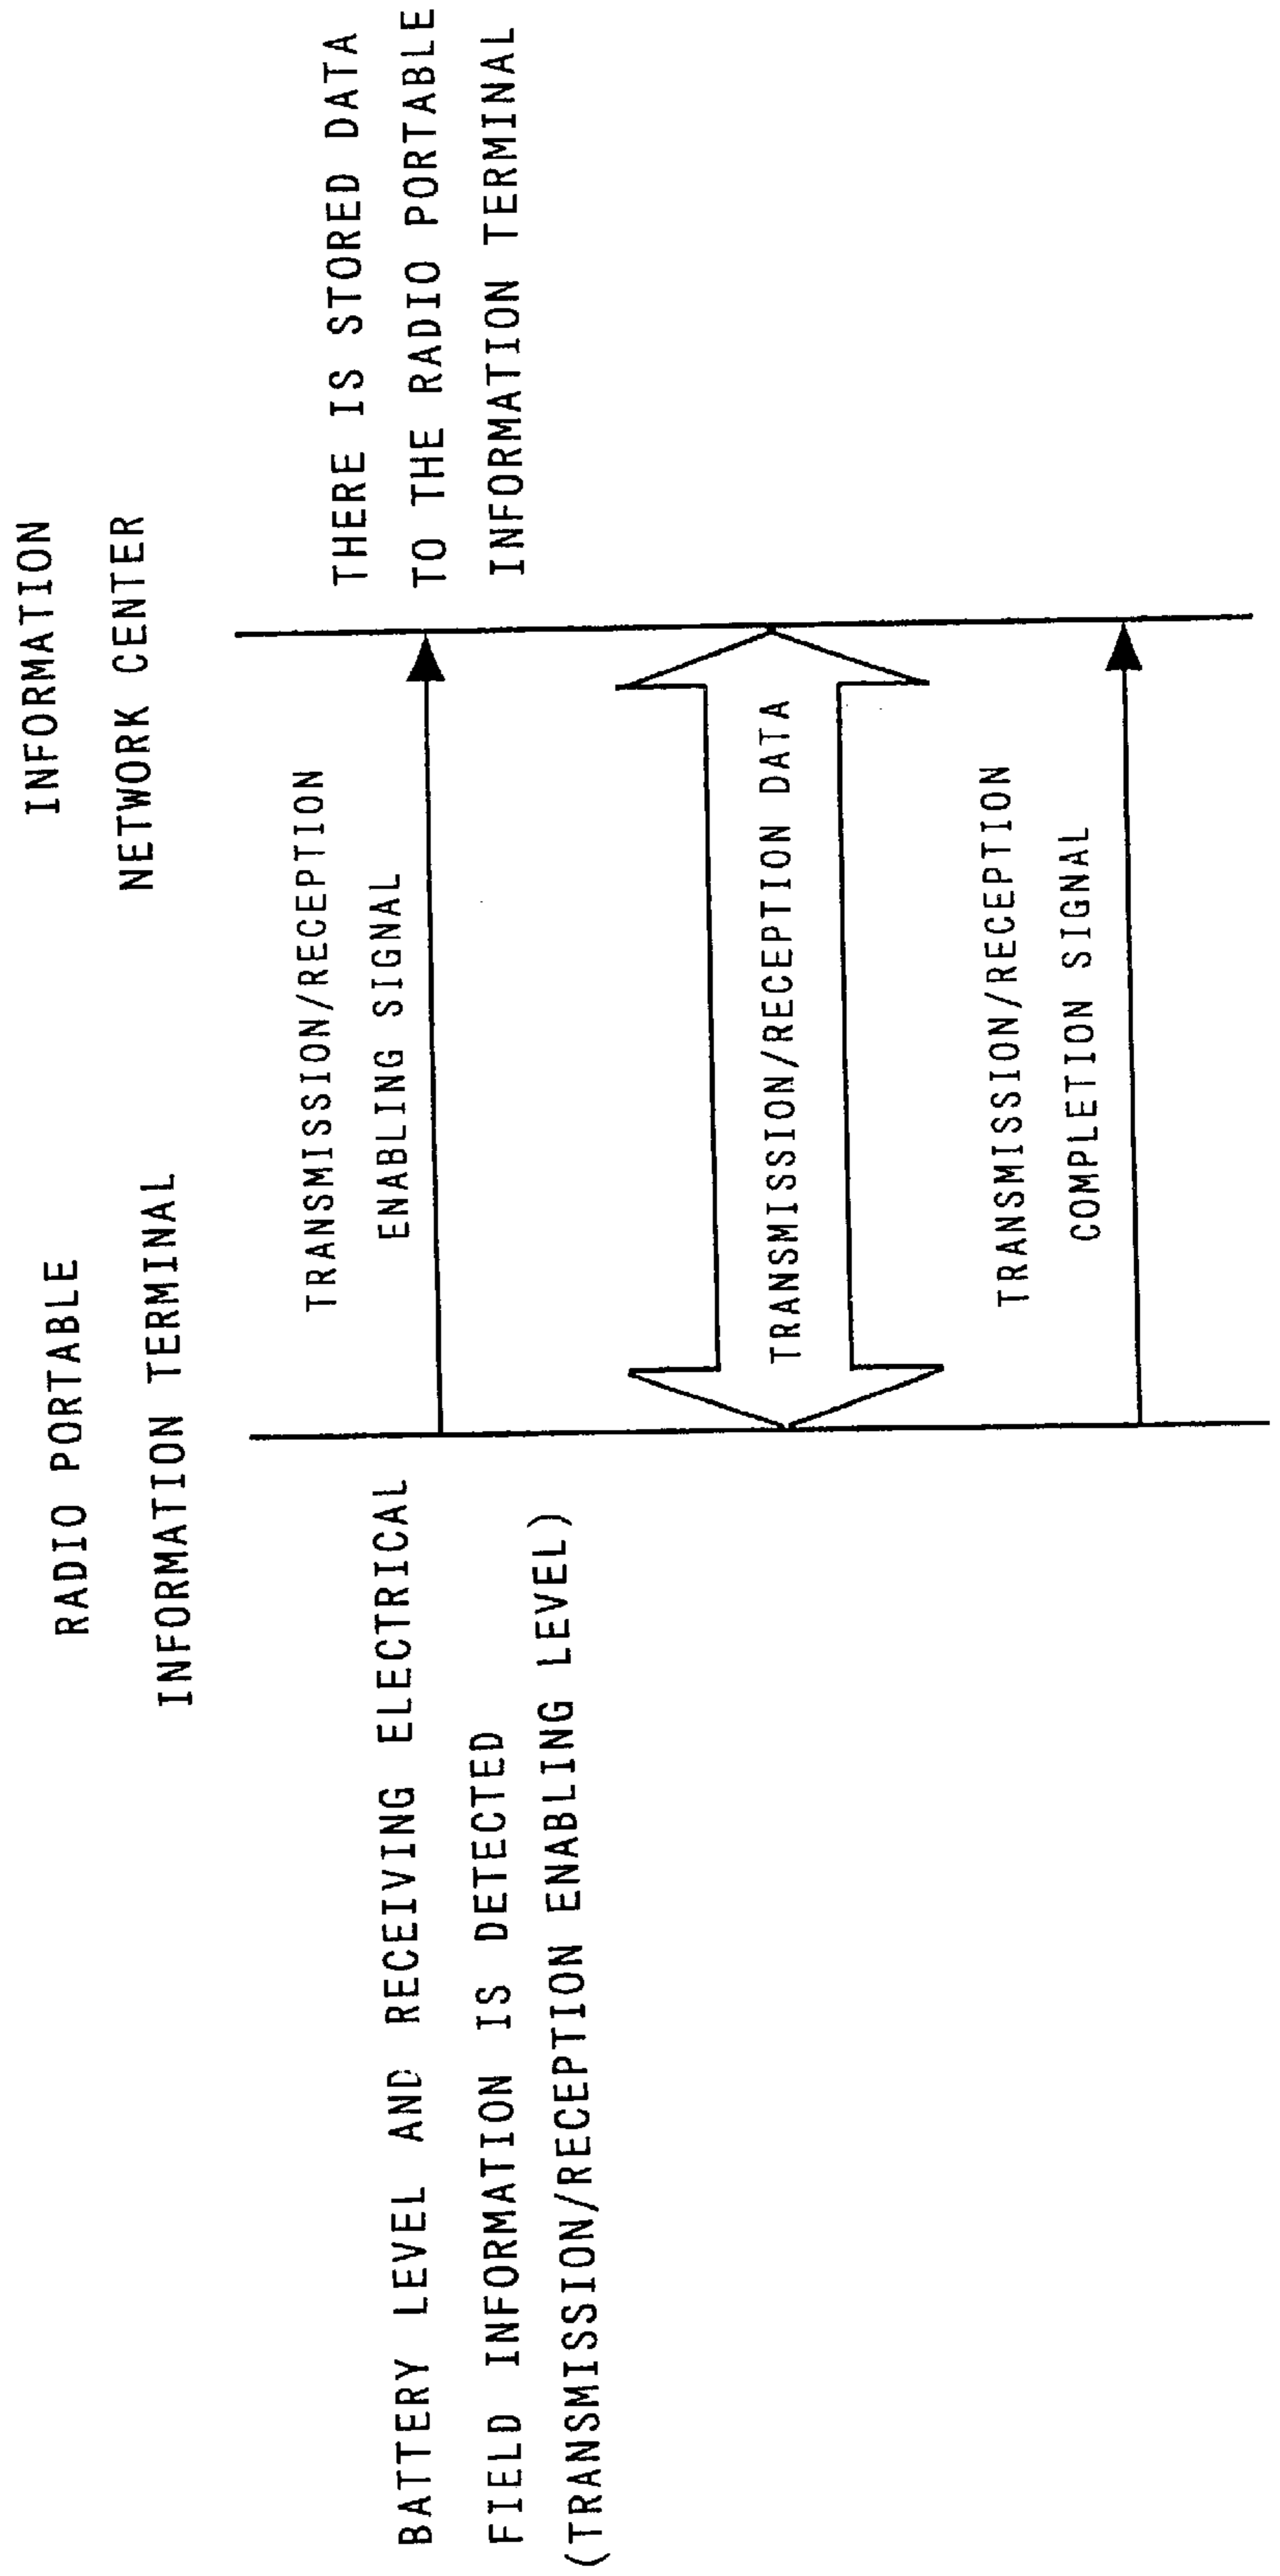 RADIO PORTABLE
INFORMATION TERMINAL
INFORMATION
NETWORK CENTER
BATTERY LEVEL AND RECEIVING ELECTRICAL
FIELD INFORMATION IS DETECTED
(TRANSMISSION/RECEPTION ENABLING LEVEL)
TRANSMISSION/RECEPTION
ENABLING SIGNAL
THERE IS STORED DATA
TO THE RADIO PORTABLE
INFORMATION TERMINAL
TRANSMISSION/RECEPTION DATA
TRANSMISSION/RECEPTION
COMPLETION SIGNAL